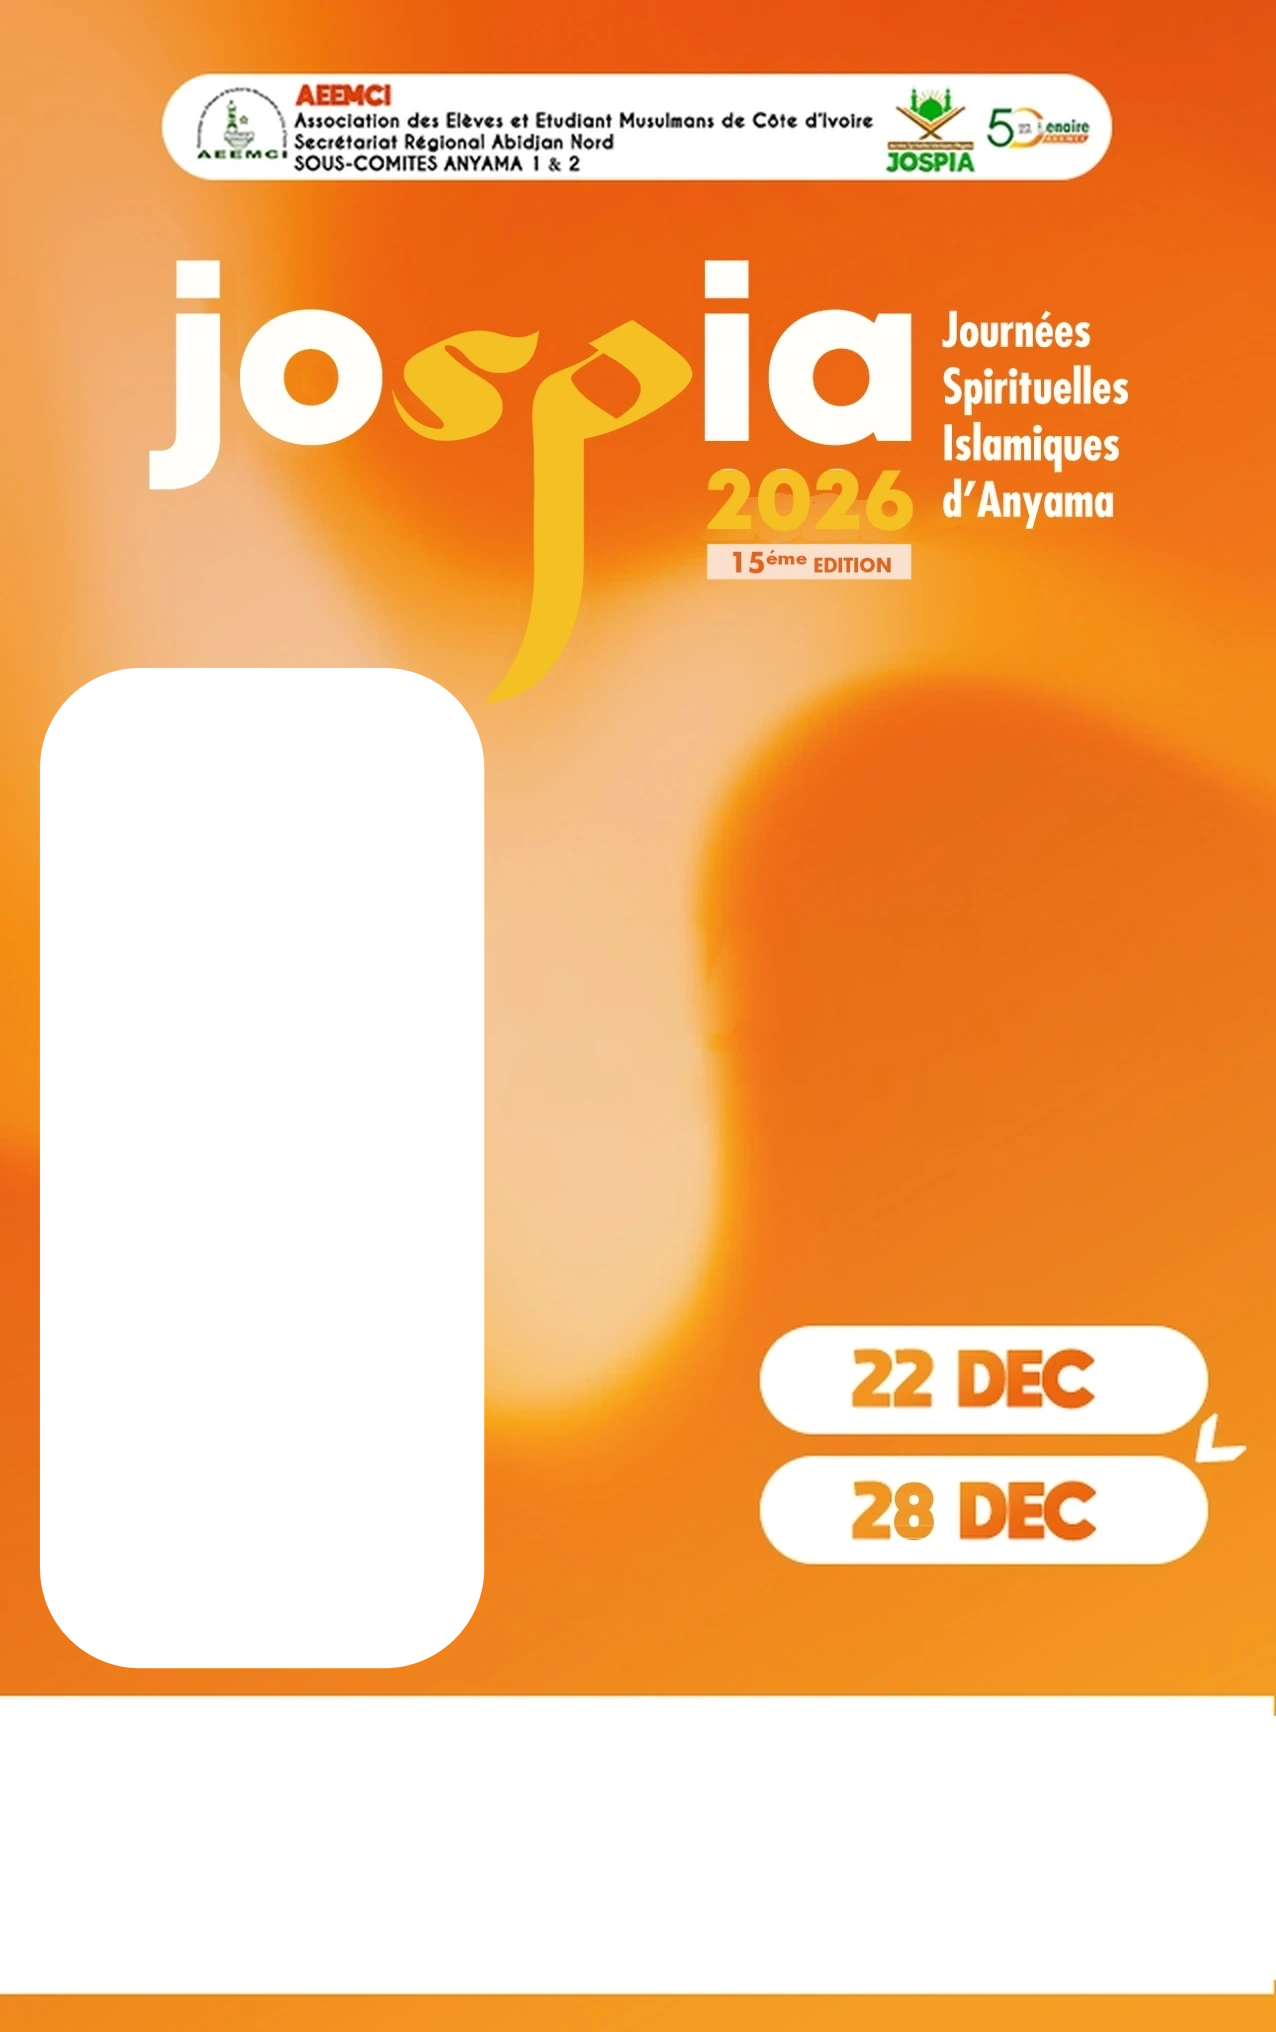 AEEMCI
Association des Elèves et Etudiant Musulmans de Côte d'Ivoire
Secrétariat Régional Abidjan Nord
SOUS-COMITES ANYAMA 1 & 2
AEEMCI
JOSPIA
50enaire
jospia
Journées
Spirituelles
Islamiques
d'Anyama
2026
15éme EDITION
22 DEC
28 DEC